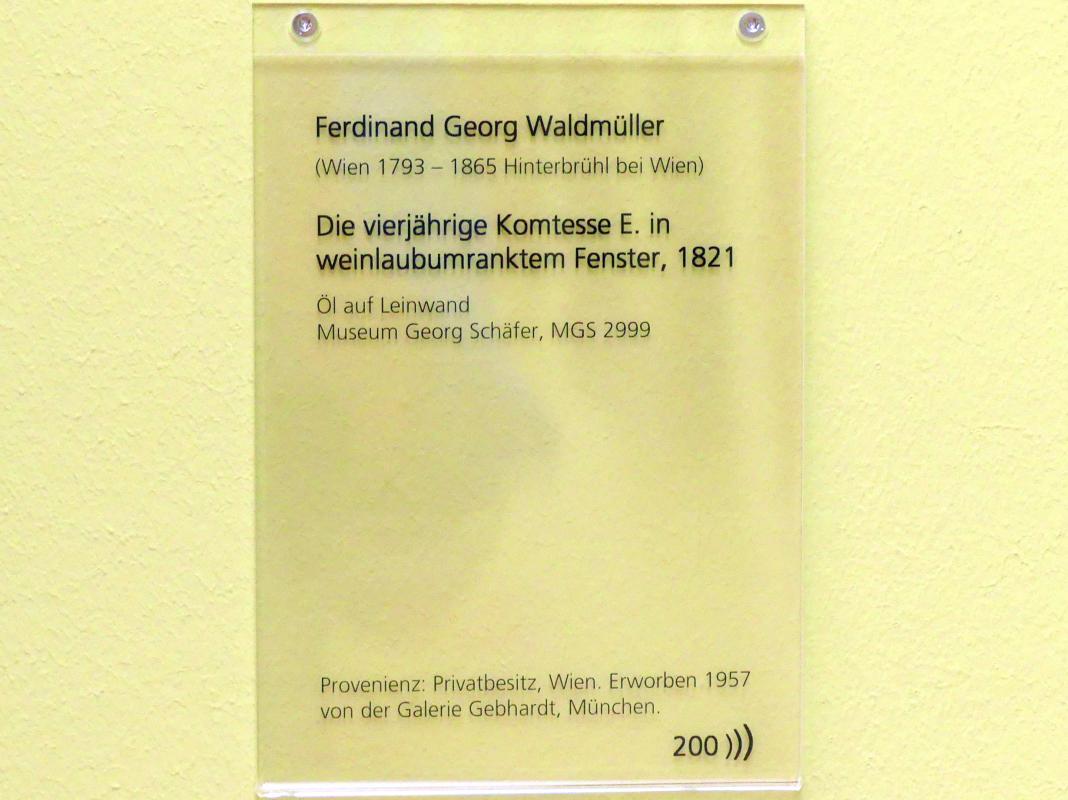 Ferdinand Georg Waldmüller
(Wien 1793 – 1865 Hinterbrühl bei Wien)
Die vierjährige Komtesse E. in
weinlaubumranktem Fenster, 1821
Öl auf Leinwand
Museum Georg Schäfer, MGS 2999
Provenienz: Privatbesitz, Wien. Erworben 1957
von der Galerie Gebhardt, München.
200